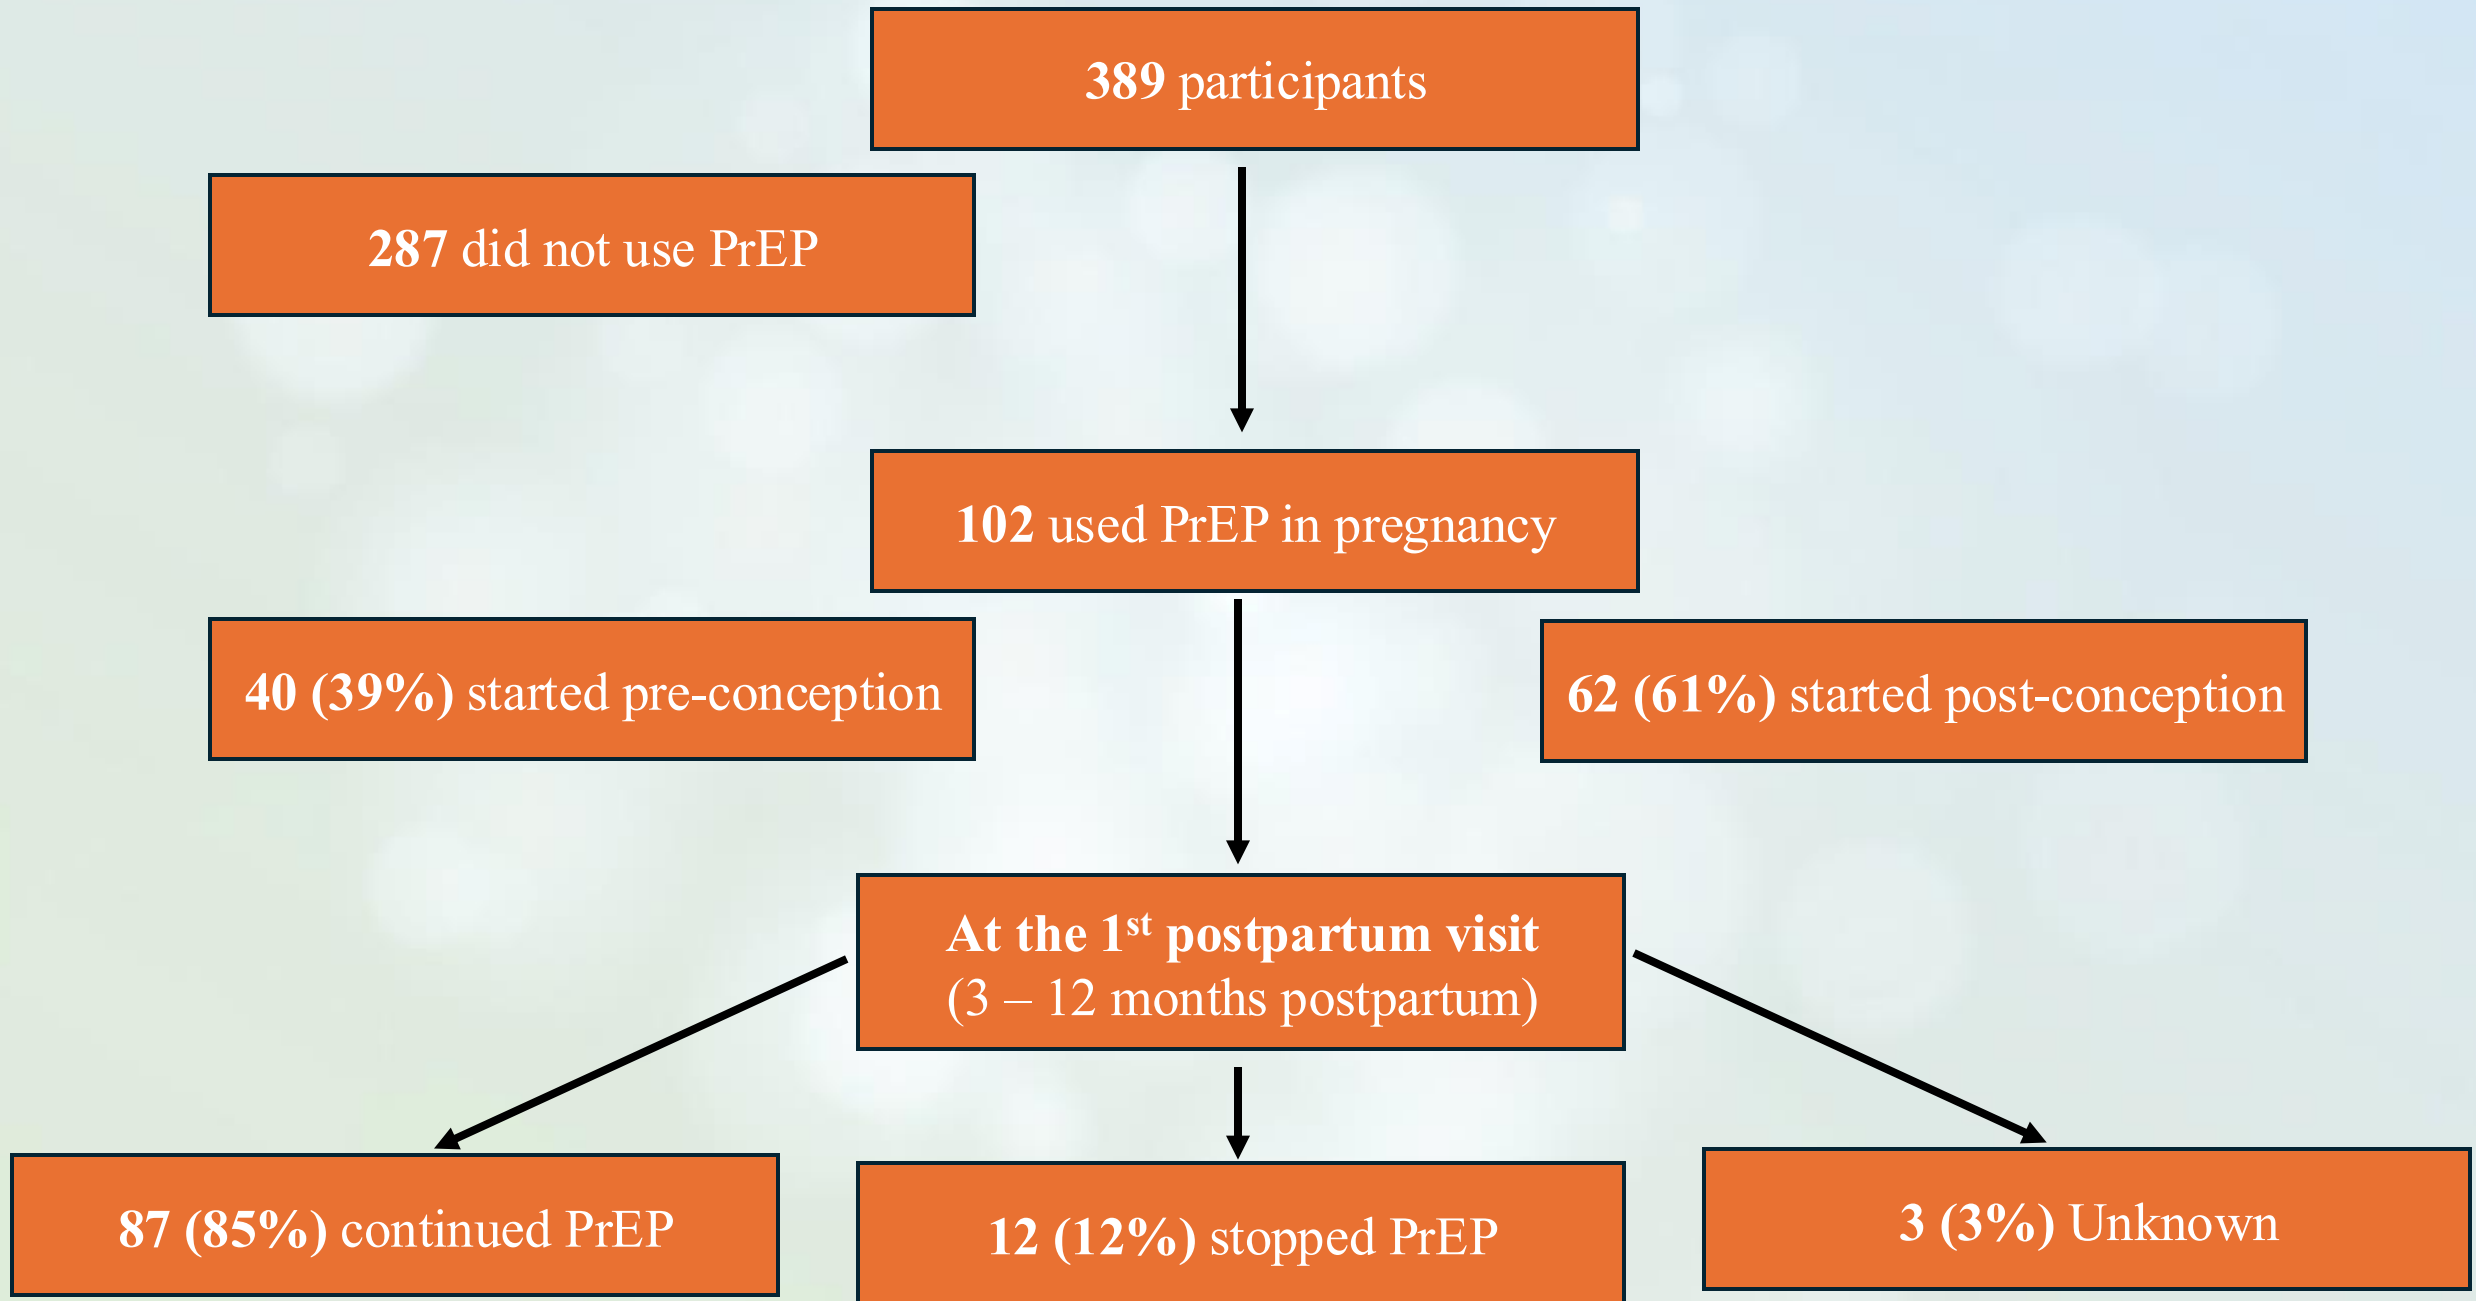 389 participants
287 did not use PrEP
102 used PrEP in pregnancy
40 (39%) started pre-conception
62 (61%) started post-conception
At the 1st postpartum visit
(3 – 12 months postpartum)
87 (85%) continued PrEP
12 (12%) stopped PrEP
3 (3%) Unknown